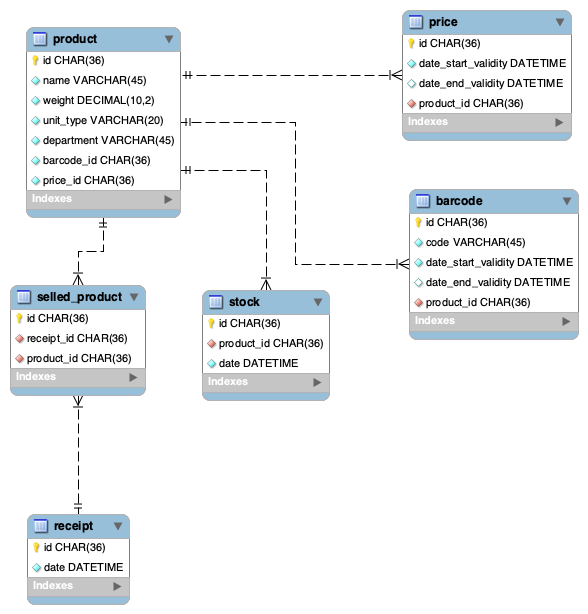 product
id CHAR(36)
name VARCHAR(45)
weight DECIMAL(10,2)
unit_type VARCHAR(20)
department VARCHAR(45)
barcode_id CHAR(36)
price_id CHAR(36)
Indexes
price
id CHAR(36)
date_start_validity DATETIME
date_end_validity DATETIME
product_id CHAR(36)
Indexes
barcode
id CHAR(36)
code VARCHAR(45)
date_start_validity DATETIME
date_end_validity DATETIME
product_id CHAR(36)
Indexes
selled_product
id CHAR(36)
receipt_id CHAR(36)
product_id CHAR(36)
Indexes
stock
id CHAR(36)
product_id CHAR(36)
date DATETIME
Indexes
receipt
id CHAR(36)
date DATETIME
Indexes